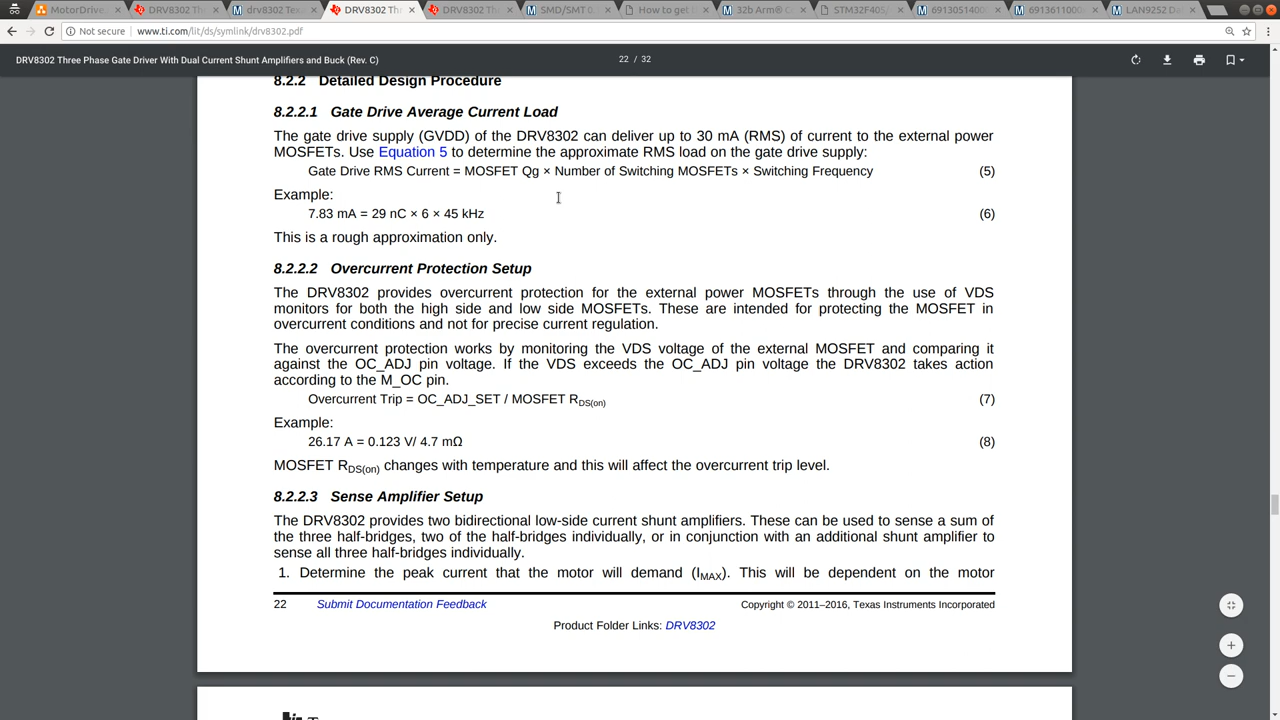 MotorDrive
DRV8302 Th
drv8302 Tex
DRV8302 Th
DRV8302 Th
SMD/SMT 0
How to get
32b Arm® C
STM32F405/
6913051400
6913611000
LAN9252 Da
Not secure | www.ti.com/lit/ds/symlink/drv8302.pdf
DRV8302 Three Phase Gate Driver With Dual Current Shunt Amplifiers and Buck (Rev. C)
22 / 32
8.2.2 Detailed Design Procedure
8.2.2.1 Gate Drive Average Current Load
The gate drive supply (GVDD) of the DRV8302 can deliver up to 30 mA (RMS) of current to the external power
MOSFETs. Use Equation 5 to determine the approximate RMS load on the gate drive supply:
Gate Drive RMS Current = MOSFET Qg × Number of Switching MOSFETs × Switching Frequency (5)
Example:
7.83 mA = 29 nC × 6 × 45 kHz (6)
This is a rough approximation only.
8.2.2.2 Overcurrent Protection Setup
The DRV8302 provides overcurrent protection for the external power MOSFETs through the use of VDS
monitors for both the high side and low side MOSFETs. These are intended for protecting the MOSFET in
overcurrent conditions and not for precise current regulation.
The overcurrent protection works by monitoring the VDS voltage of the external MOSFET and comparing it
against the OC_ADJ pin voltage. If the VDS exceeds the OC_ADJ pin voltage the DRV8302 takes action
according to the M_OC pin.
Overcurrent Trip = OC_ADJ_SET / MOSFET RDS(on) (7)
Example:
26.17 A = 0.123 V/ 4.7 mΩ (8)
MOSFET RDS(on) changes with temperature and this will affect the overcurrent trip level.
8.2.2.3 Sense Amplifier Setup
The DRV8302 provides two bidirectional low-side current shunt amplifiers. These can be used to sense a sum of
the three half-bridges, two of the half-bridges individually, or in conjunction with an additional shunt amplifier to
sense all three half-bridges individually.
1. Determine the peak current that the motor will demand (IMAX). This will be dependent on the motor
22 Submit Documentation Feedback Copyright © 2011–2016, Texas Instruments Incorporated
Product Folder Links: DRV8302